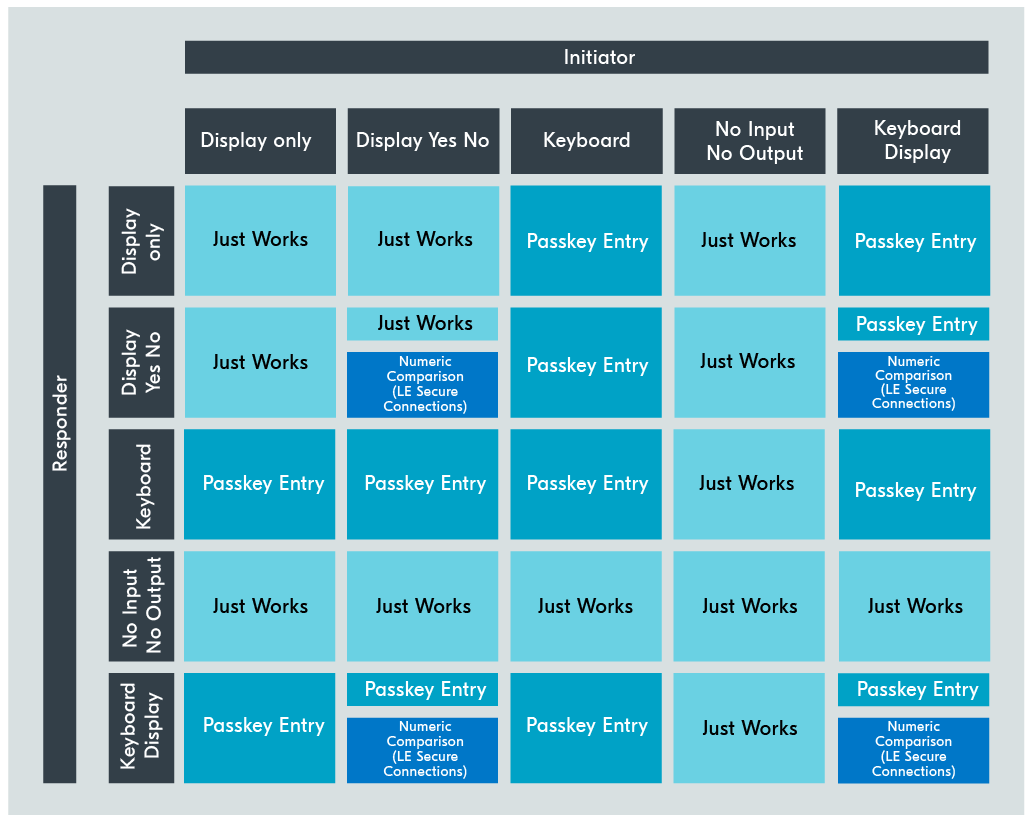 Initiator
Display only
Display Yes No
Keyboard
No Input
No Output
Keyboard
Display
Responder
Display
only
Just Works
Just Works
Passkey Entry
Just Works
Passkey Entry
Display
Yes No
Just Works
Just Works
Numeric
Comparison
(LE Secure
Connections)
Passkey Entry
Just Works
Passkey Entry
Numeric
Comparison
(LE Secure
Connections)
Keyboard
Passkey Entry
Passkey Entry
Passkey Entry
Just Works
Passkey Entry
No Input
No Output
Just Works
Just Works
Just Works
Just Works
Just Works
Keyboard
Display
Passkey Entry
Passkey Entry
Numeric
Comparison
(LE Secure
Connections)
Passkey Entry
Just Works
Passkey Entry
Numeric
Comparison
(LE Secure
Connections)